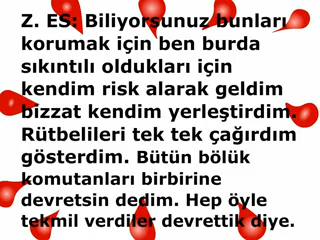 Z. ES: Biliyorsunuz bunları
korumak için ben burda
sıkıntılı oldukları için
kendim risk alarak geldim
bizzat kendim yerleştirdim.
Rütbelileri tek tek çağırdım
gösterdim. Bütün bölük
komutanları birbirine
devretsin dedim. Hep öyle
tekmil verdiler devrettik diye.